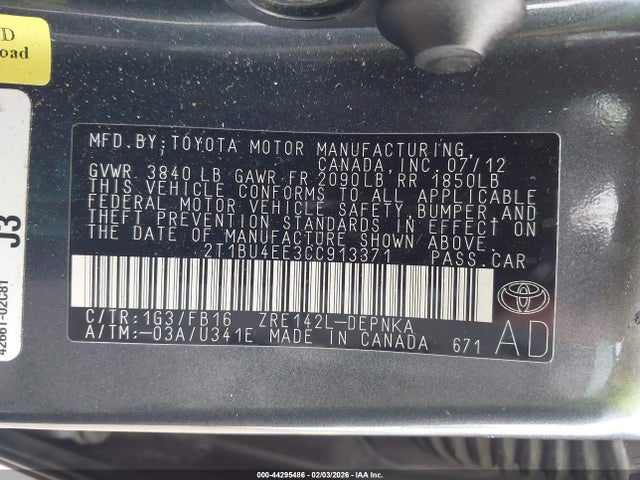 D
oad
J3
42661-02C81
MFD. BY; TOYOTA MOTOR MANUFACTURING,
CANADA, INC. 07/12
GVWR 3840 LB GAWR FR 2090LB RR 1850LB
THIS VEHICLE CONFORMS TO ALL APPLICABLE
FEDERAL MOTOR VEHICLE SAFETY, BUMPER, AND
THEFT PREVENTION STANDARDS IN EFFECT ON
THE DATE OF MANUFACTURE SHOWN ABOVE.
2T1BU4EE3CC913371 PASS. CAR
C/TR: 1G3/FB16 ZRE142L-DEPNKA
A/TM: -03A/U341E MADE IN CANADA 671
AD
000-44295486 - 02/03/2026 - IAA Inc.